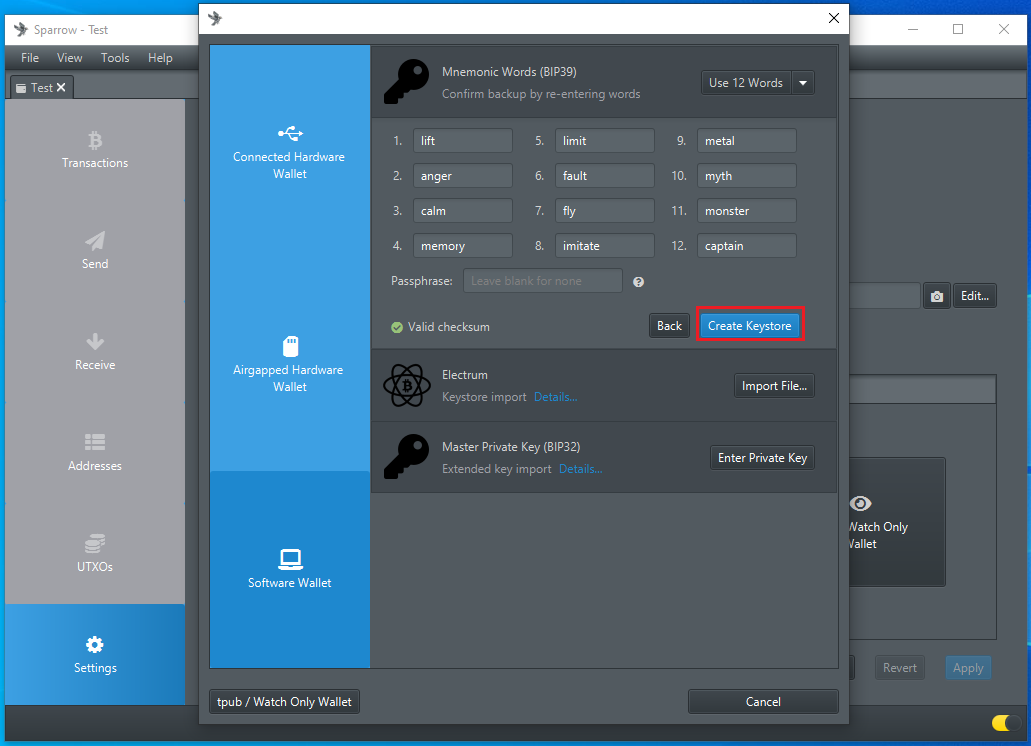 Sparrow - Test
File View Tools Help
Test
Transactions
Send
Receive
Addresses
UTXOs
Settings
Connected Hardware
Wallet
Airgapped Hardware
Wallet
Software Wallet
Mnemonic Words (BIP39)
Confirm backup by re-entering words
Use 12 Words
1. lift 5. limit 9. metal
2. anger 6. fault 10. myth
3. calm 7. fly 11. monster
4. memory 8. imitate 12. captain
Passphrase: Leave blank for none ?
Valid checksum
Back
Create Keystore
Electrum
Keystore import Details...
Import File...
Master Private Key (BIP32)
Extended key import Details...
Enter Private Key
Edit...
Watch Only
Wallet
Revert
Apply
tpub / Watch Only Wallet
Cancel